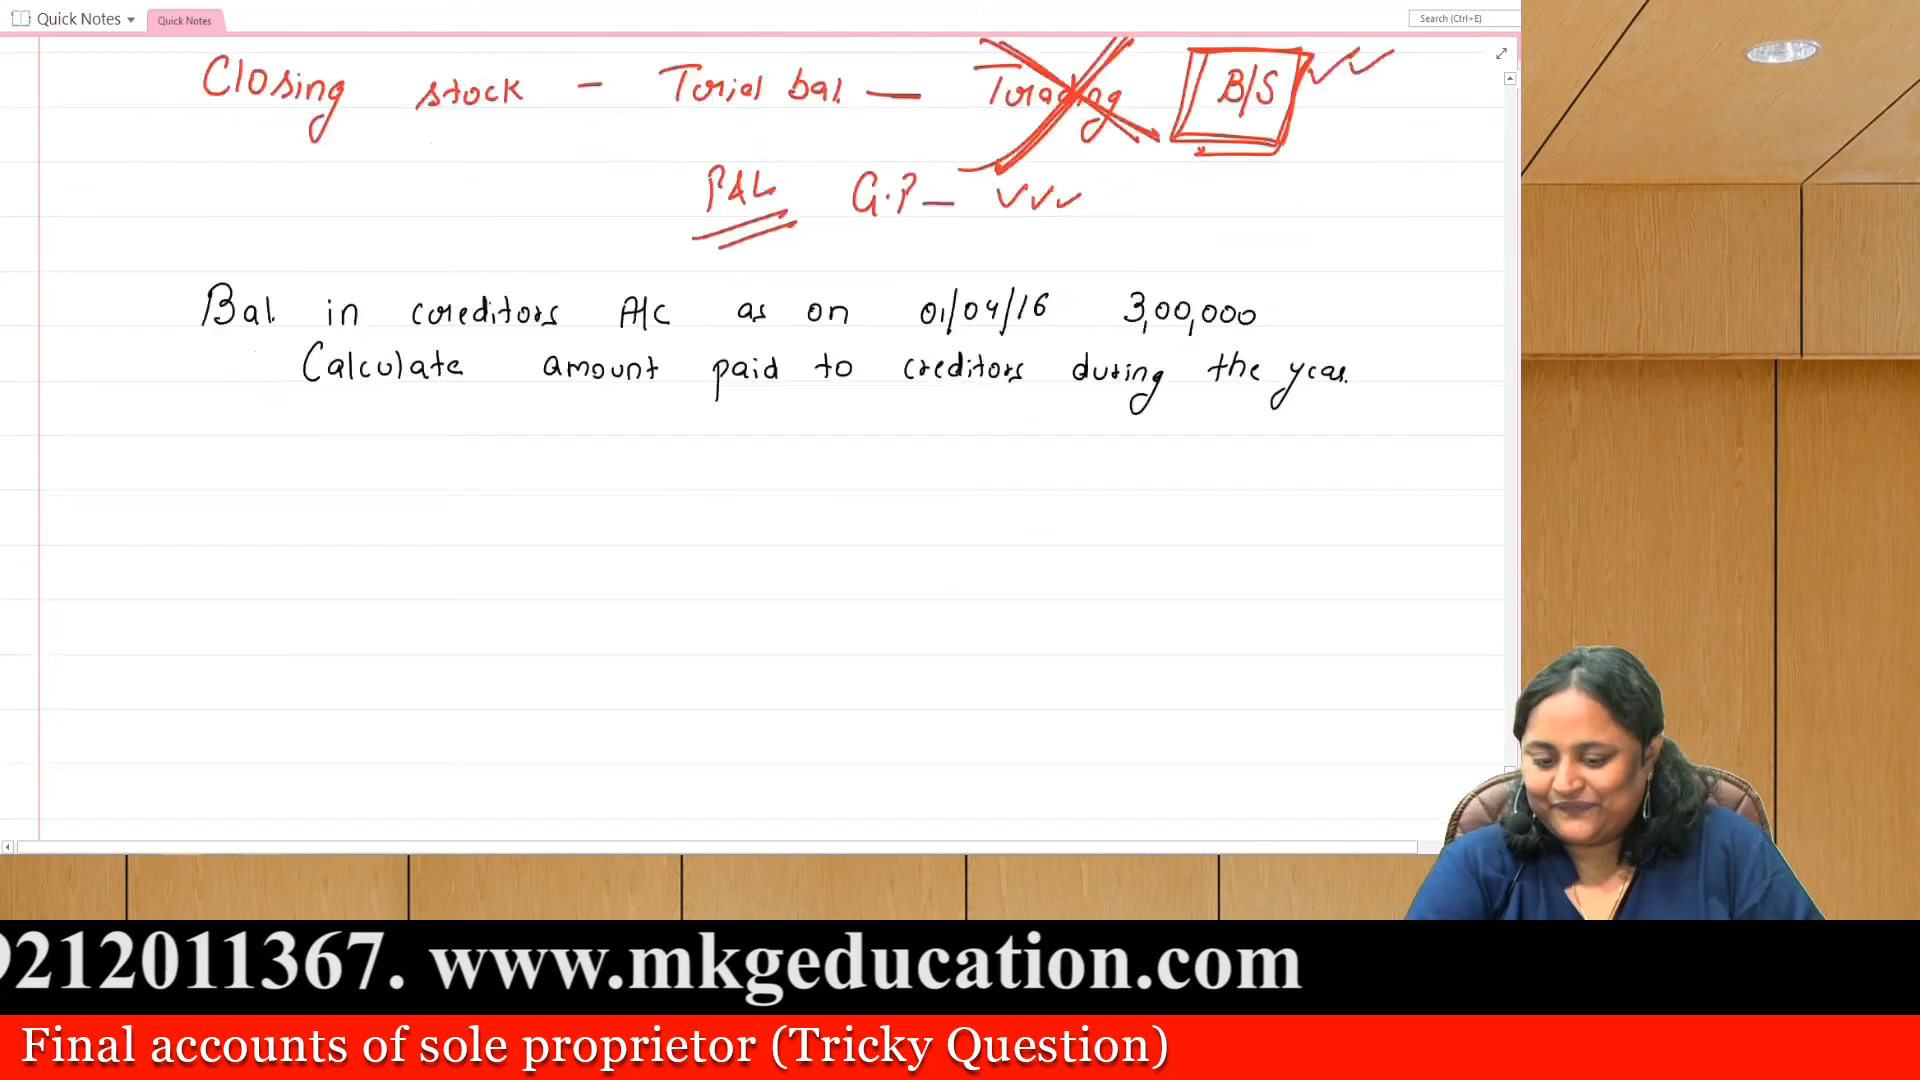 Quick Notes
Quick Notes
Search (Ctrl+E)
Closing stock - Trial bal. — Trading B/S
P&L G.P —
Bal. in creditors A/c as on 01/04/16 3,00,000
Calculate amount paid to creditors during the year.
9212011367. www.mkgeducation.com
Final accounts of sole proprietor (Tricky Question)